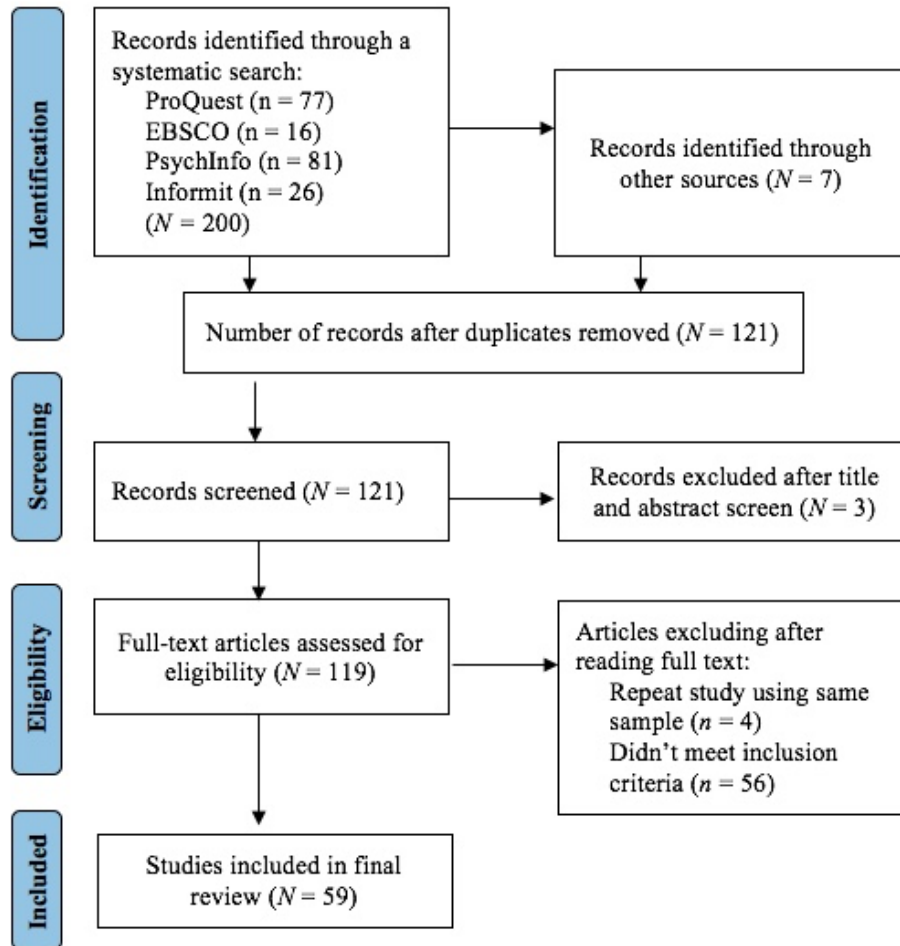 Identification
Records identified through a
systematic search:
ProQuest (n = 77)
EBSCO (n = 16)
PsychInfo (n = 81)
Informit (n = 26)
(N = 200)
Records identified through
other sources (N = 7)
Number of records after duplicates removed (N = 121)
Screening
Records screened (N = 121)
Records excluded after title
and abstract screen (N = 3)
Eligibility
Full-text articles assessed for
eligibility (N = 119)
Articles excluding after
reading full text:
Repeat study using same
sample (n = 4)
Didn't meet inclusion
criteria (n = 56)
Included
Studies included in final
review (N = 59)